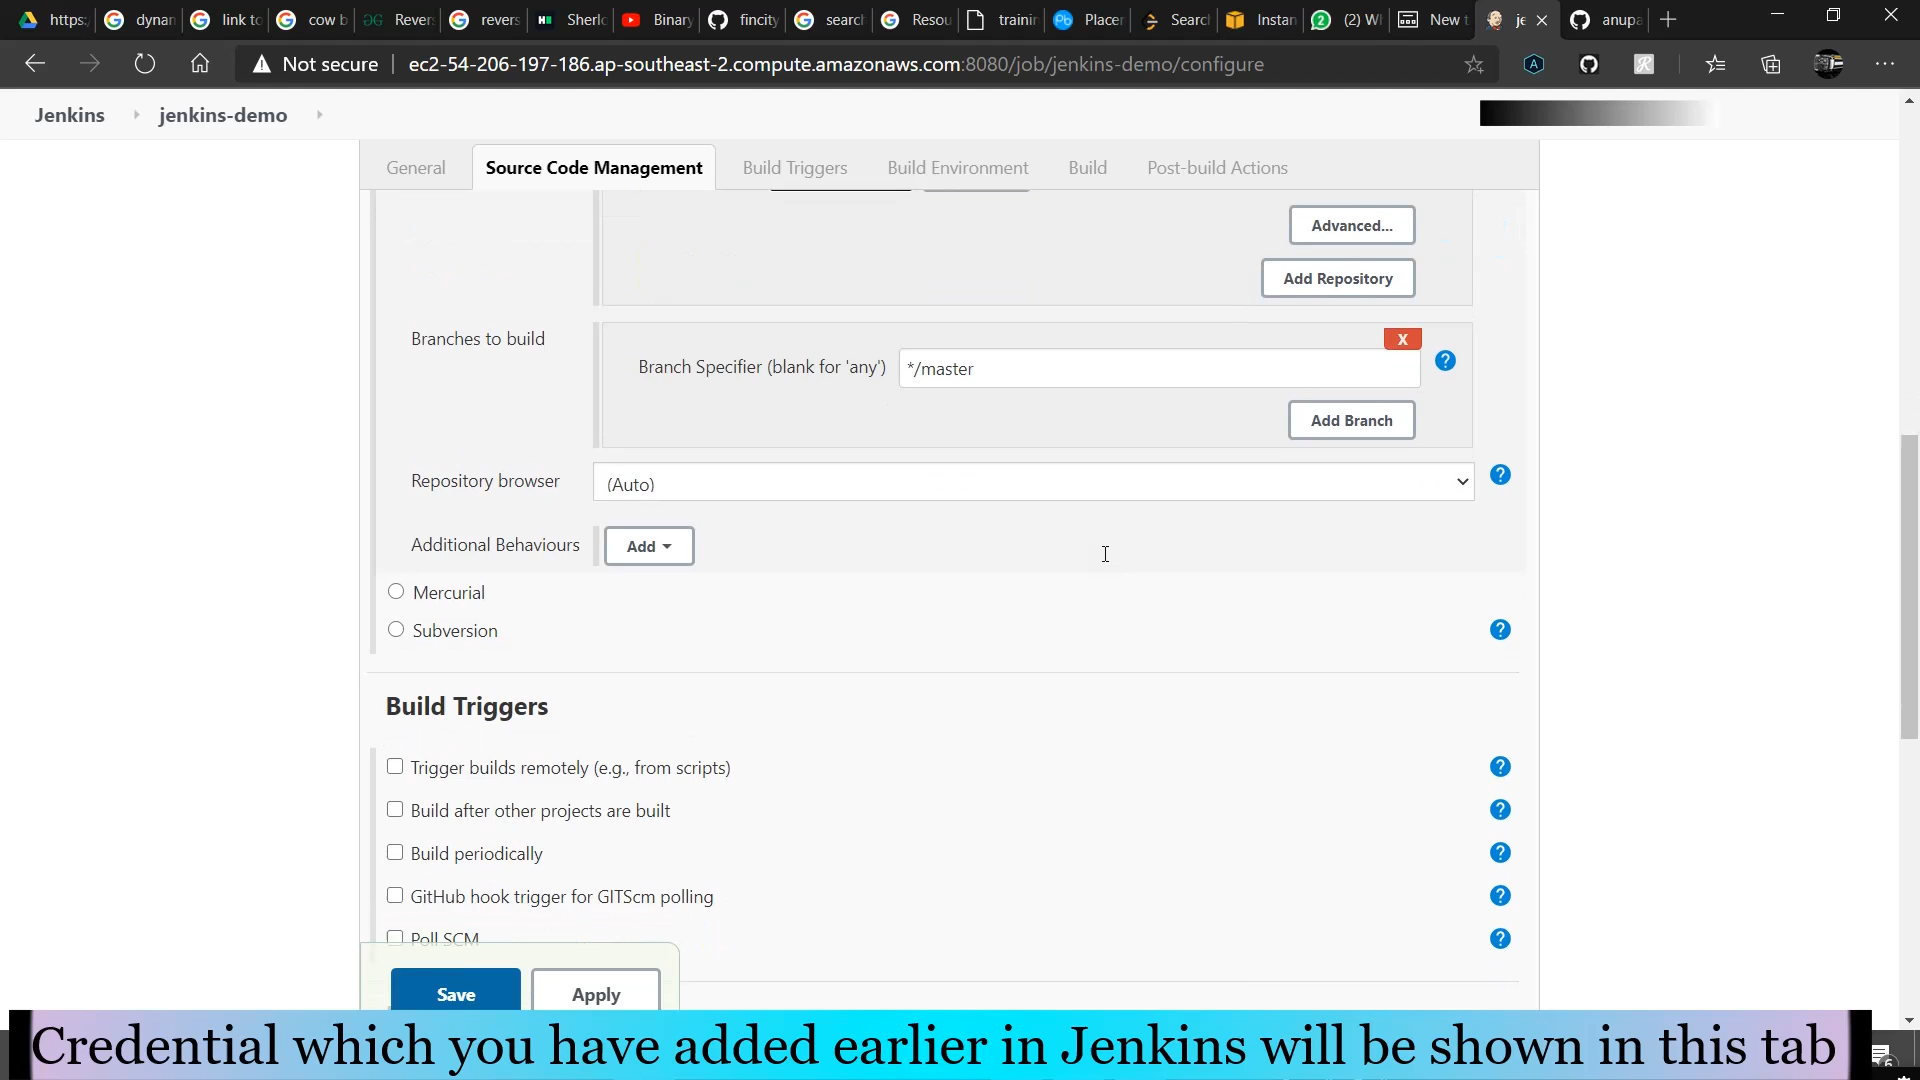 https:
dynan
link to
cow b
Rever
revers
Sherlo
Binary
fincity
search
Resou
trainin
Placer
Searc
Instan
(2) Wh
New t
je
anupa
Not secure
ec2-54-206-197-186.ap-southeast-2.compute.amazonaws.com:8080/job/jenkins-demo/configure
Jenkins
jenkins-demo
General
Source Code Management
Build Triggers
Build Environment
Build
Post-build Actions
Advanced...
Add Repository
Branches to build
X
Branch Specifier (blank for 'any')
*/master
Add Branch
Repository browser
(Auto)
Additional Behaviours
Add
Mercurial
Subversion
Build Triggers
Trigger builds remotely (e.g., from scripts)
Build after other projects are built
Build periodically
GitHub hook trigger for GITScm polling
Poll SCM
Save
Apply
Credential which you have added earlier in Jenkins will be shown in this tab